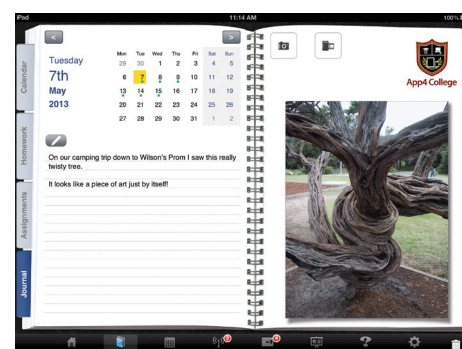 iPad 11:14 AM 100%
< >
Mon Tue Wed Thu Fri Sat Sun
Tuesday 29 30 1 2 3 4 5
7th 6 7 8 9 10 11 12
May 13 14 15 16 17 18 19
2013 20 21 22 23 24 25 26
27 28 29 30 31 1 2
App4 College
Calendar
Homework
Assignments
Journal
On our camping trip down to Wilson's Prom I saw this really
twisty tree.
It looks like a piece of art just by itself!
?